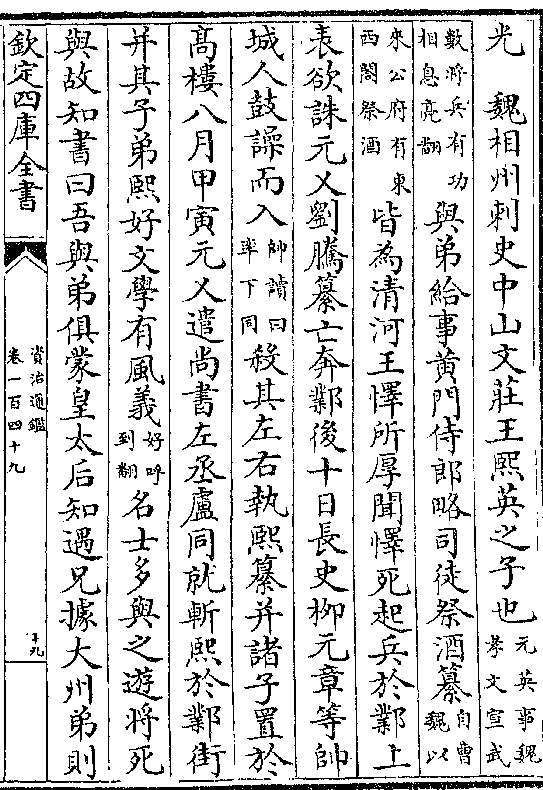 光　魏相州刺史中山文莊王熙英之子也元英事魏孝文宣武
數將兵有功相息亮翻與弟給事黃門侍郎略司徒祭酒纂自曹魏以
來公府有東西閤祭酒皆為清河王懌所厚聞懌死起兵於鄴上
表欲誅元乂劉騰纂亡奔鄴後十日長史柳元章等帥
城人鼓譟而入帥讀曰率下同殺其左右執熙纂并諸子置於
高樓八月甲寅元乂遣尚書左丞盧同就斬熙於鄴街
并其子弟熙好文學有風義好呼到翻名士多與之遊將死
與故知書曰吾與弟俱蒙皇太后知遇兄據大州弟則
欽定四庫全書
資治通鑑
卷一百四十九
十九